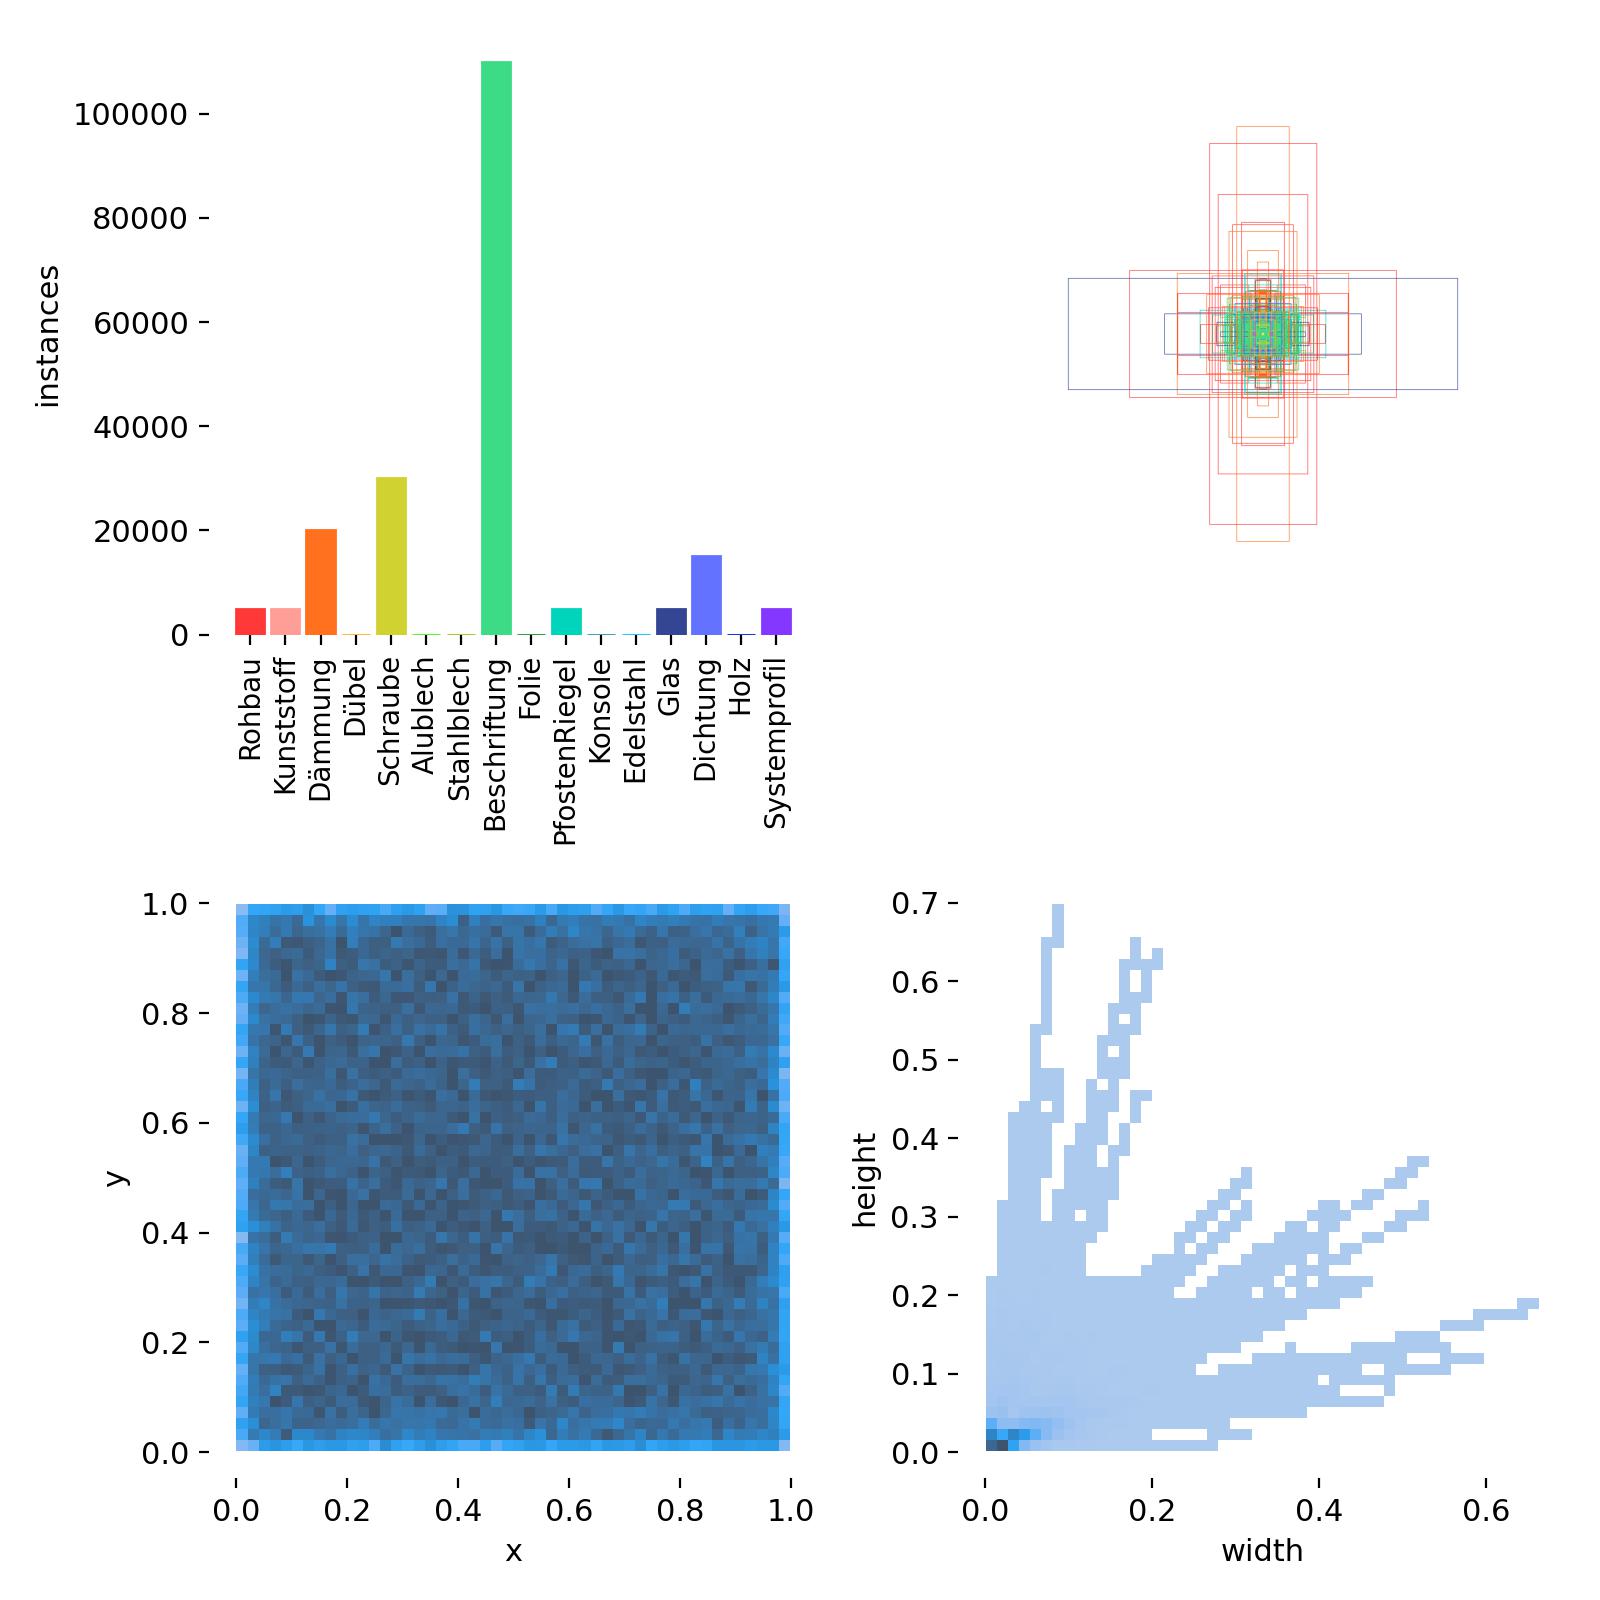 instances
100000
80000
60000
40000
20000
0
Rohbau
Kunststoff
Dämmung
Dübel
Schraube
Alublech
Stahlblech
Beschriftung
Folie
PfostenRiegel
Konsole
Edelstahl
Glas
Dichtung
Holz
Systemprofil
y
1.0
0.8
0.6
0.4
0.2
0.0
0.0 0.2 0.4 0.6 0.8 1.0
x
height
0.7
0.6
0.5
0.4
0.3
0.2
0.1
0.0
0.0 0.2 0.4 0.6
width